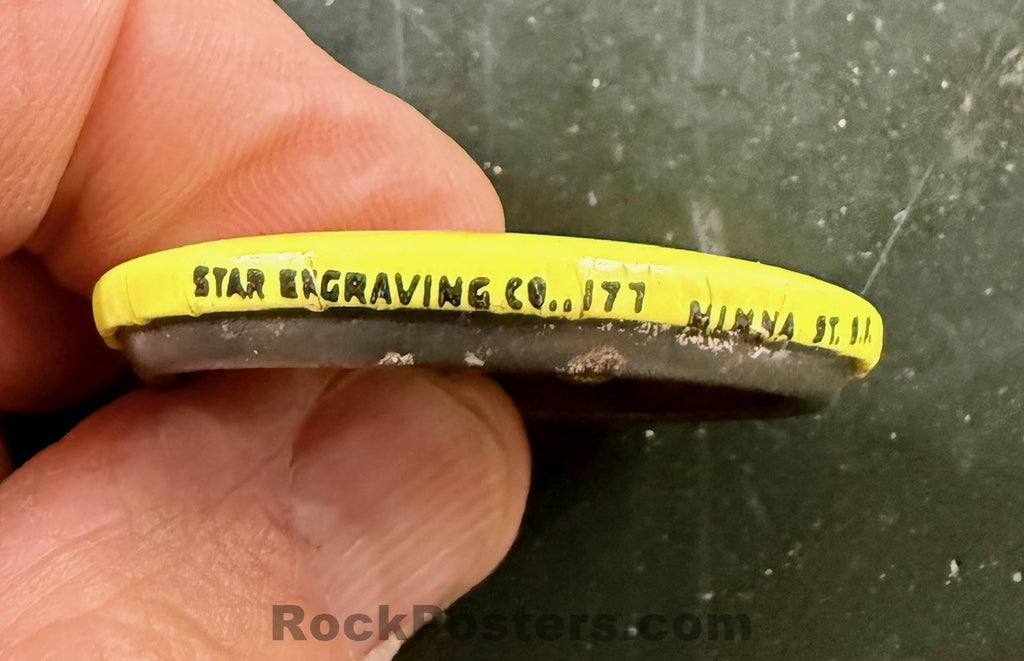 STAR ENGRAVING CO., 177 MINNA ST. S.F.
RockPosters.com